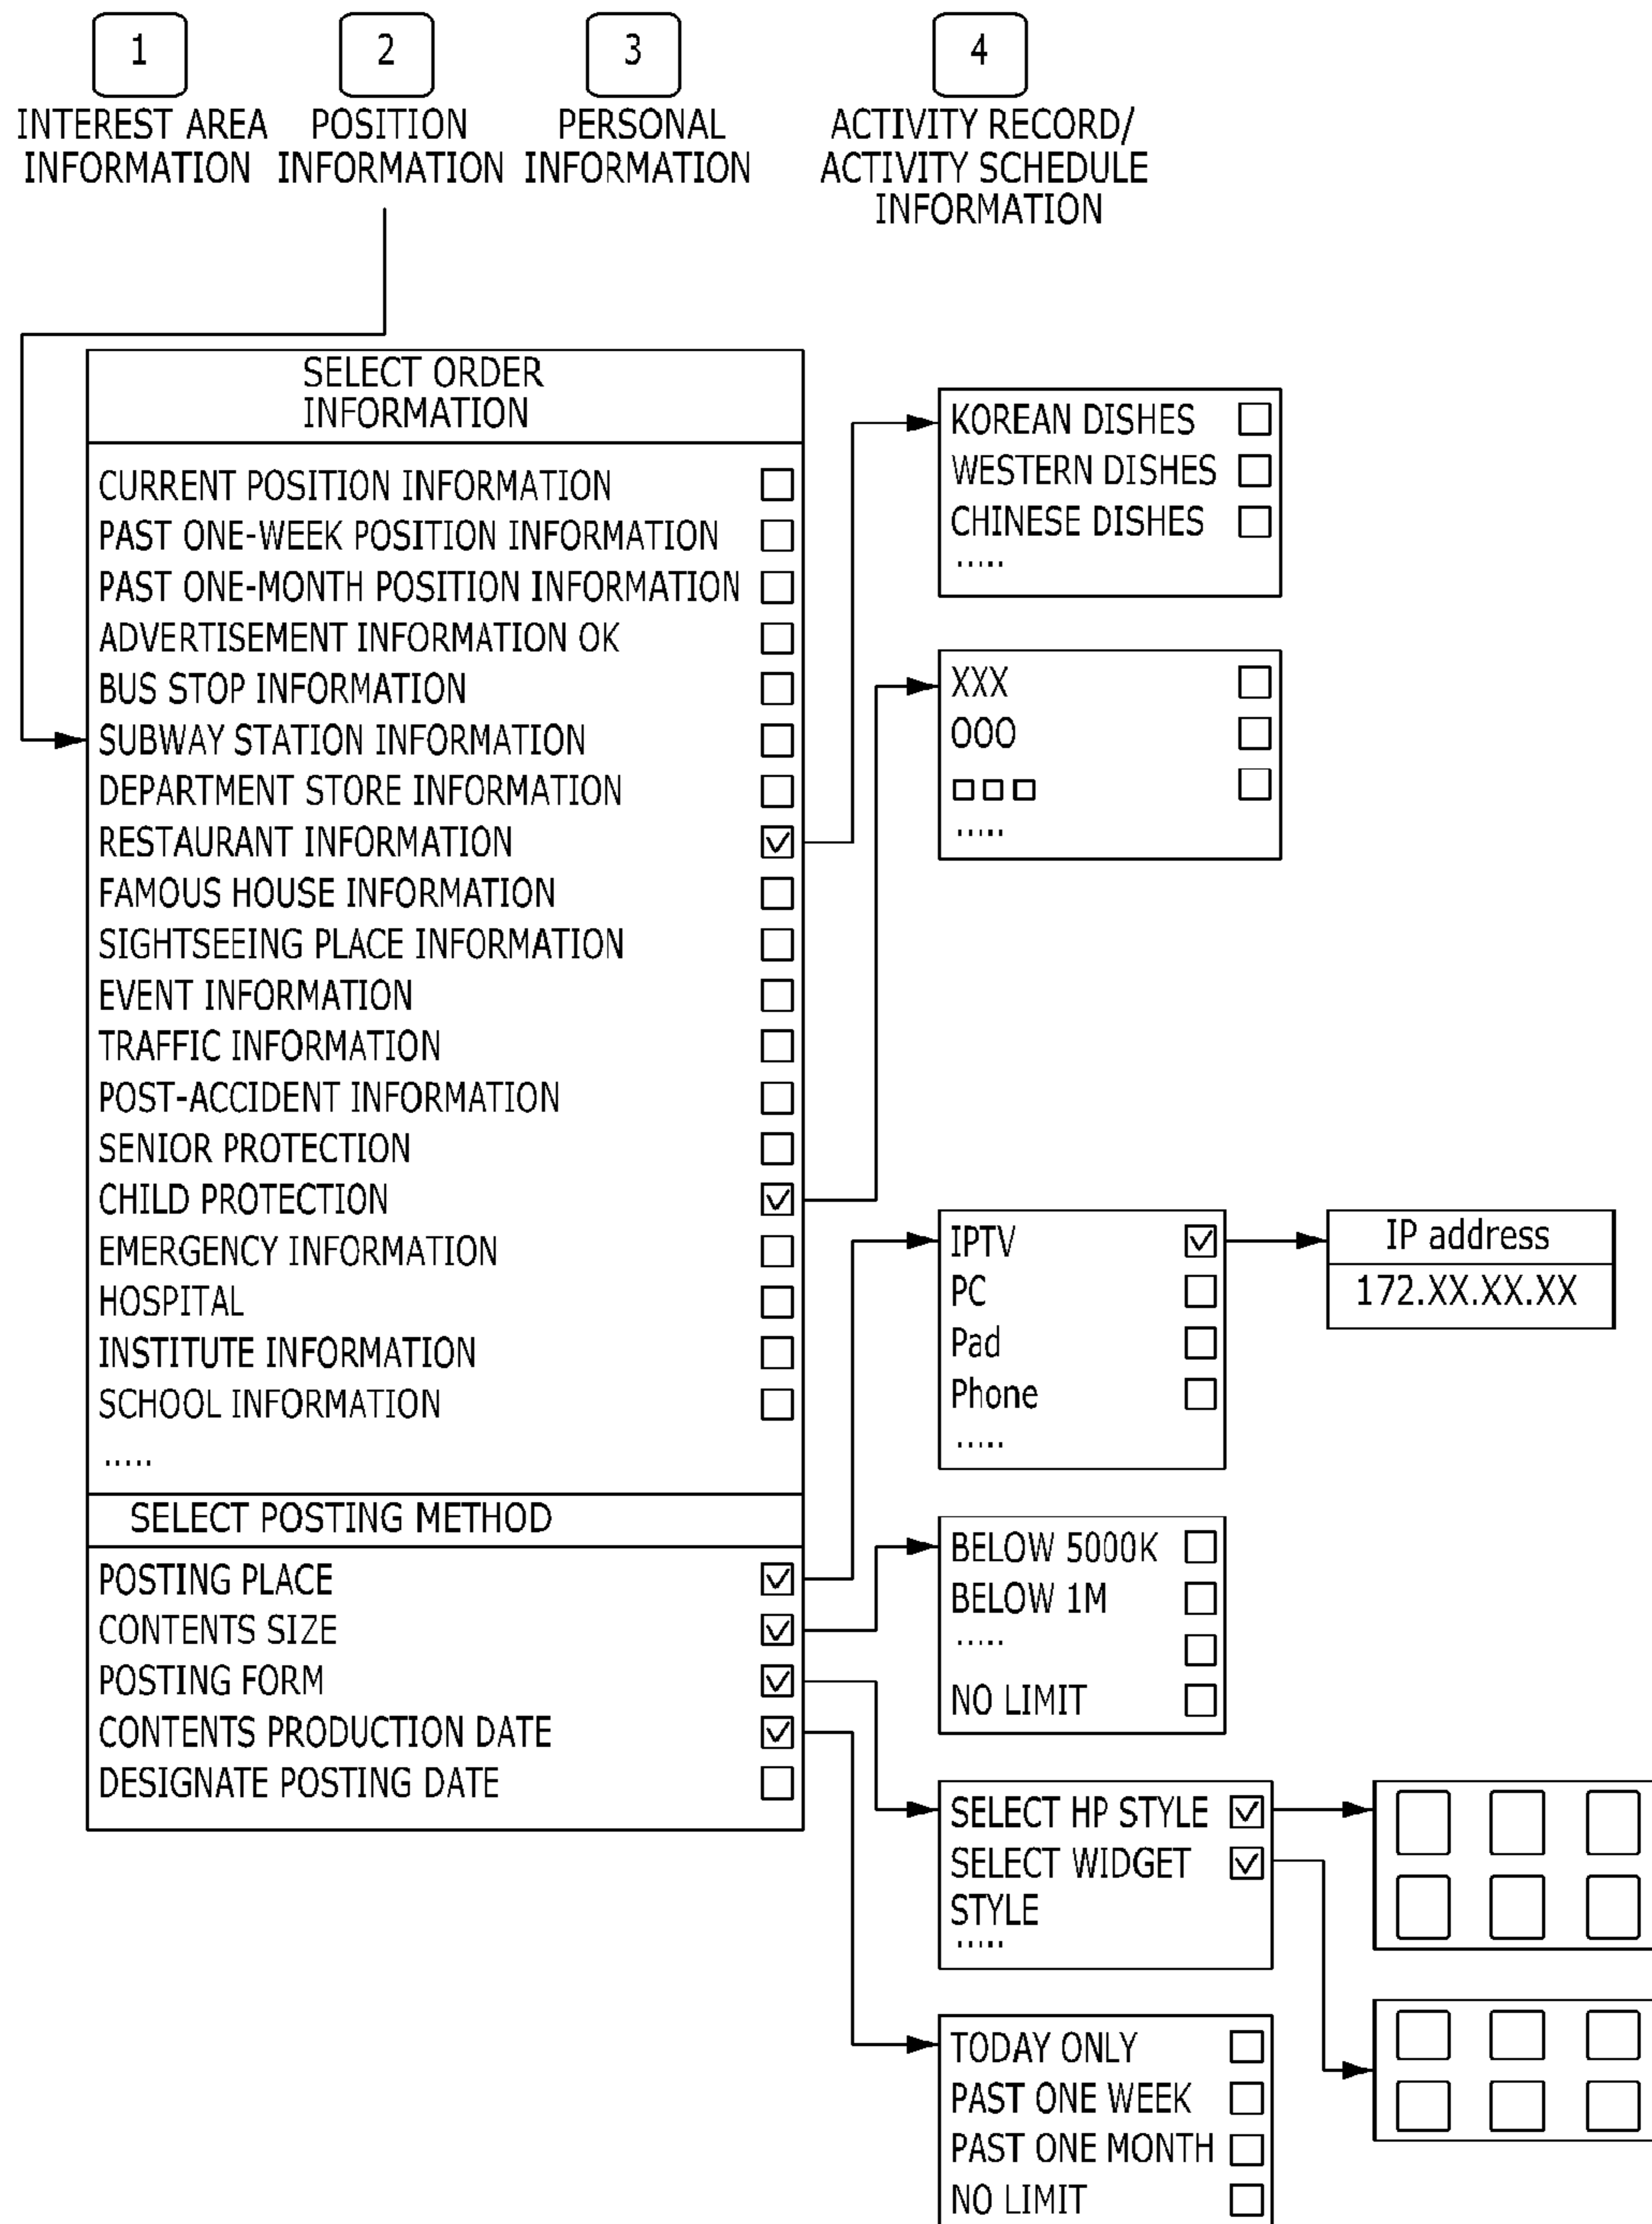 1
INTEREST AREA
INFORMATION
2
POSITION
INFORMATION
3
PERSONAL
INFORMATION
4
ACTIVITY RECORD/
ACTIVITY SCHEDULE
INFORMATION
SELECT ORDER
INFORMATION
CURRENT POSITION INFORMATION
PAST ONE-WEEK POSITION INFORMATION
PAST ONE-MONTH POSITION INFORMATION
ADVERTISEMENT INFORMATION OK
BUS STOP INFORMATION
SUBWAY STATION INFORMATION
DEPARTMENT STORE INFORMATION
RESTAURANT INFORMATION
FAMOUS HOUSE INFORMATION
SIGHTSEEING PLACE INFORMATION
EVENT INFORMATION
TRAFFIC INFORMATION
POST-ACCIDENT INFORMATION
SENIOR PROTECTION
CHILD PROTECTION
EMERGENCY INFORMATION
HOSPITAL
INSTITUTE INFORMATION
SCHOOL INFORMATION
.....
SELECT POSTING METHOD
POSTING PLACE
CONTENTS SIZE
POSTING FORM
CONTENTS PRODUCTION DATE
DESIGNATE POSTING DATE
KOREAN DISHES
WESTERN DISHES
CHINESE DISHES
.....
XXX
OOO
□□□
.....
IPTV
PC
Pad
Phone
.....
IP address
172.XX.XX.XX
BELOW 5000K
BELOW 1M
.....
NO LIMIT
SELECT HP STYLE
SELECT WIDGET
STYLE
.....
TODAY ONLY
PAST ONE WEEK
PAST ONE MONTH
NO LIMIT